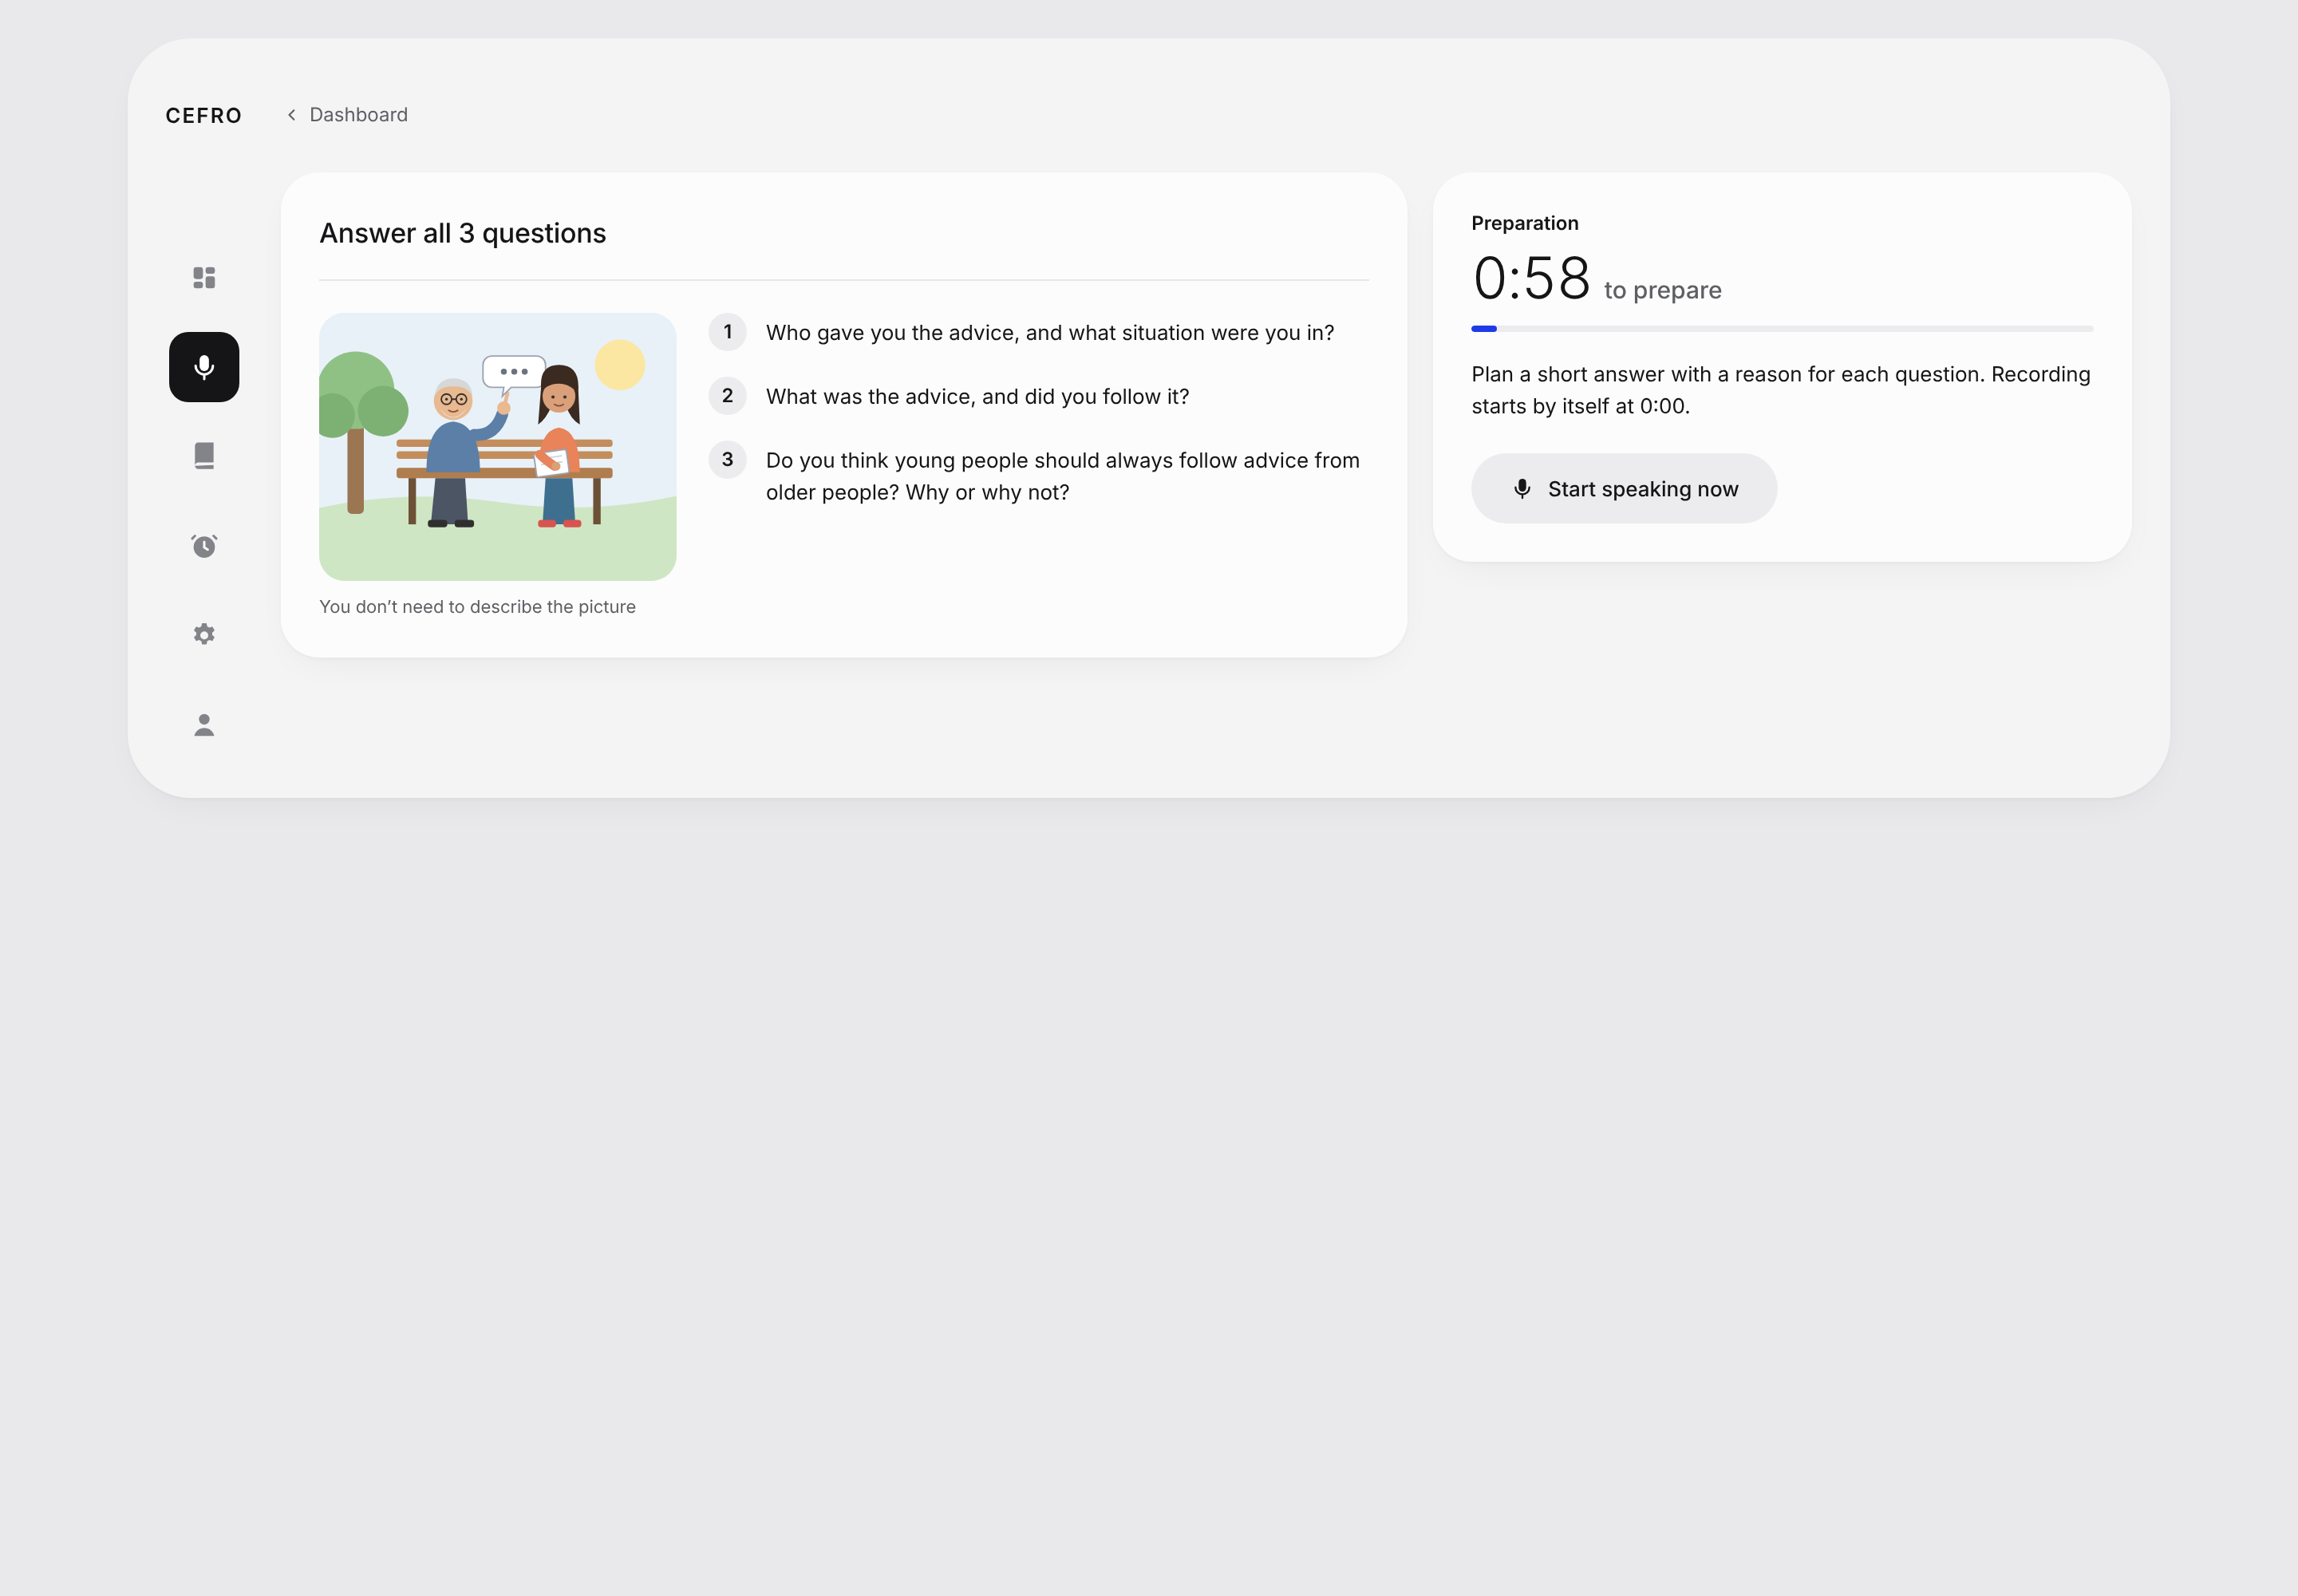 CEFRO
Dashboard
Answer all 3 questions
1 Who gave you the advice, and what situation were you in?
2 What was the advice, and did you follow it?
3 Do you think young people should always follow advice from
older people? Why or why not?
You don’t need to describe the picture
Preparation
0:58 to prepare
Plan a short answer with a reason for each question. Recording
starts by itself at 0:00.
Start speaking now